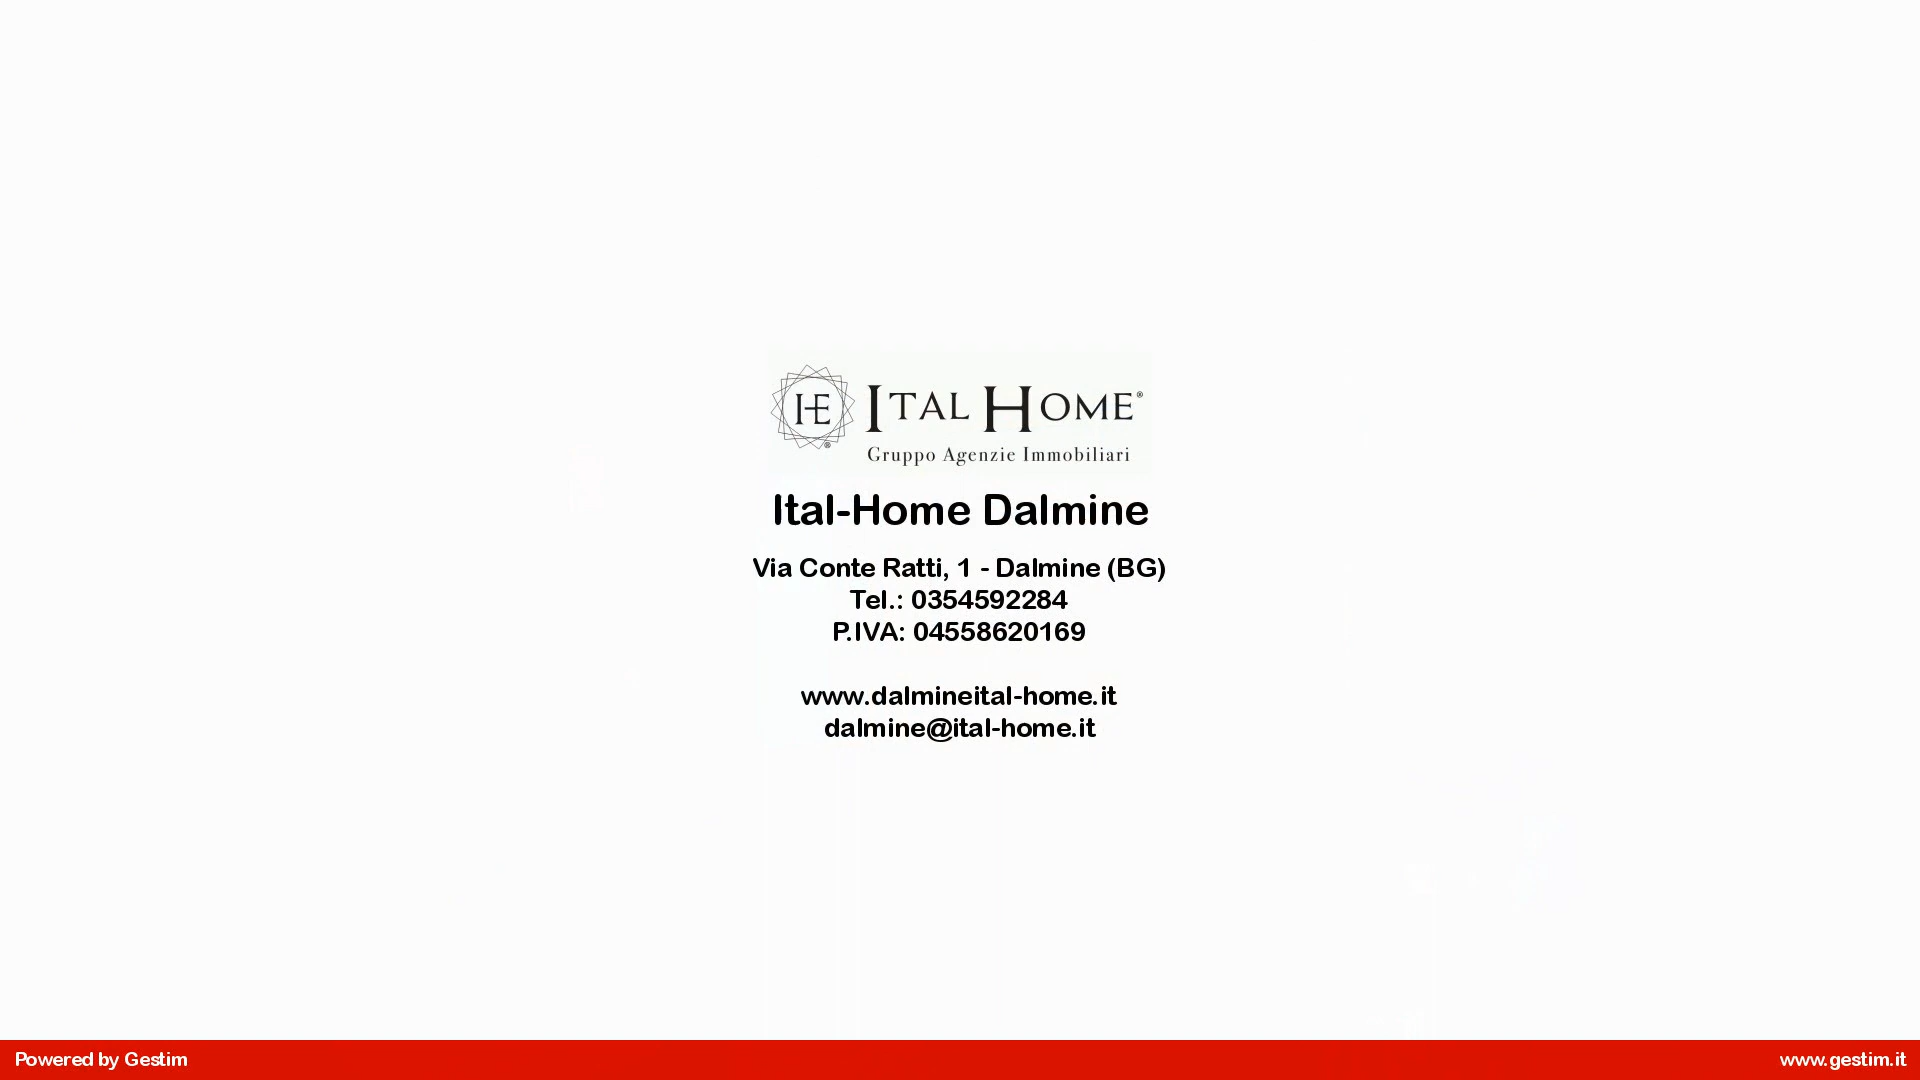 HE
ITAL HOME®
Gruppo Agenzie Immobiliari
Ital-Home Dalmine
Via Conte Ratti, 1 - Dalmine (BG)
Tel.: 0354592284
P.IVA: 04558620169
www.dalmineital-home.it
dalmine@ital-home.it
Powered by Gestim
www.gestim.it